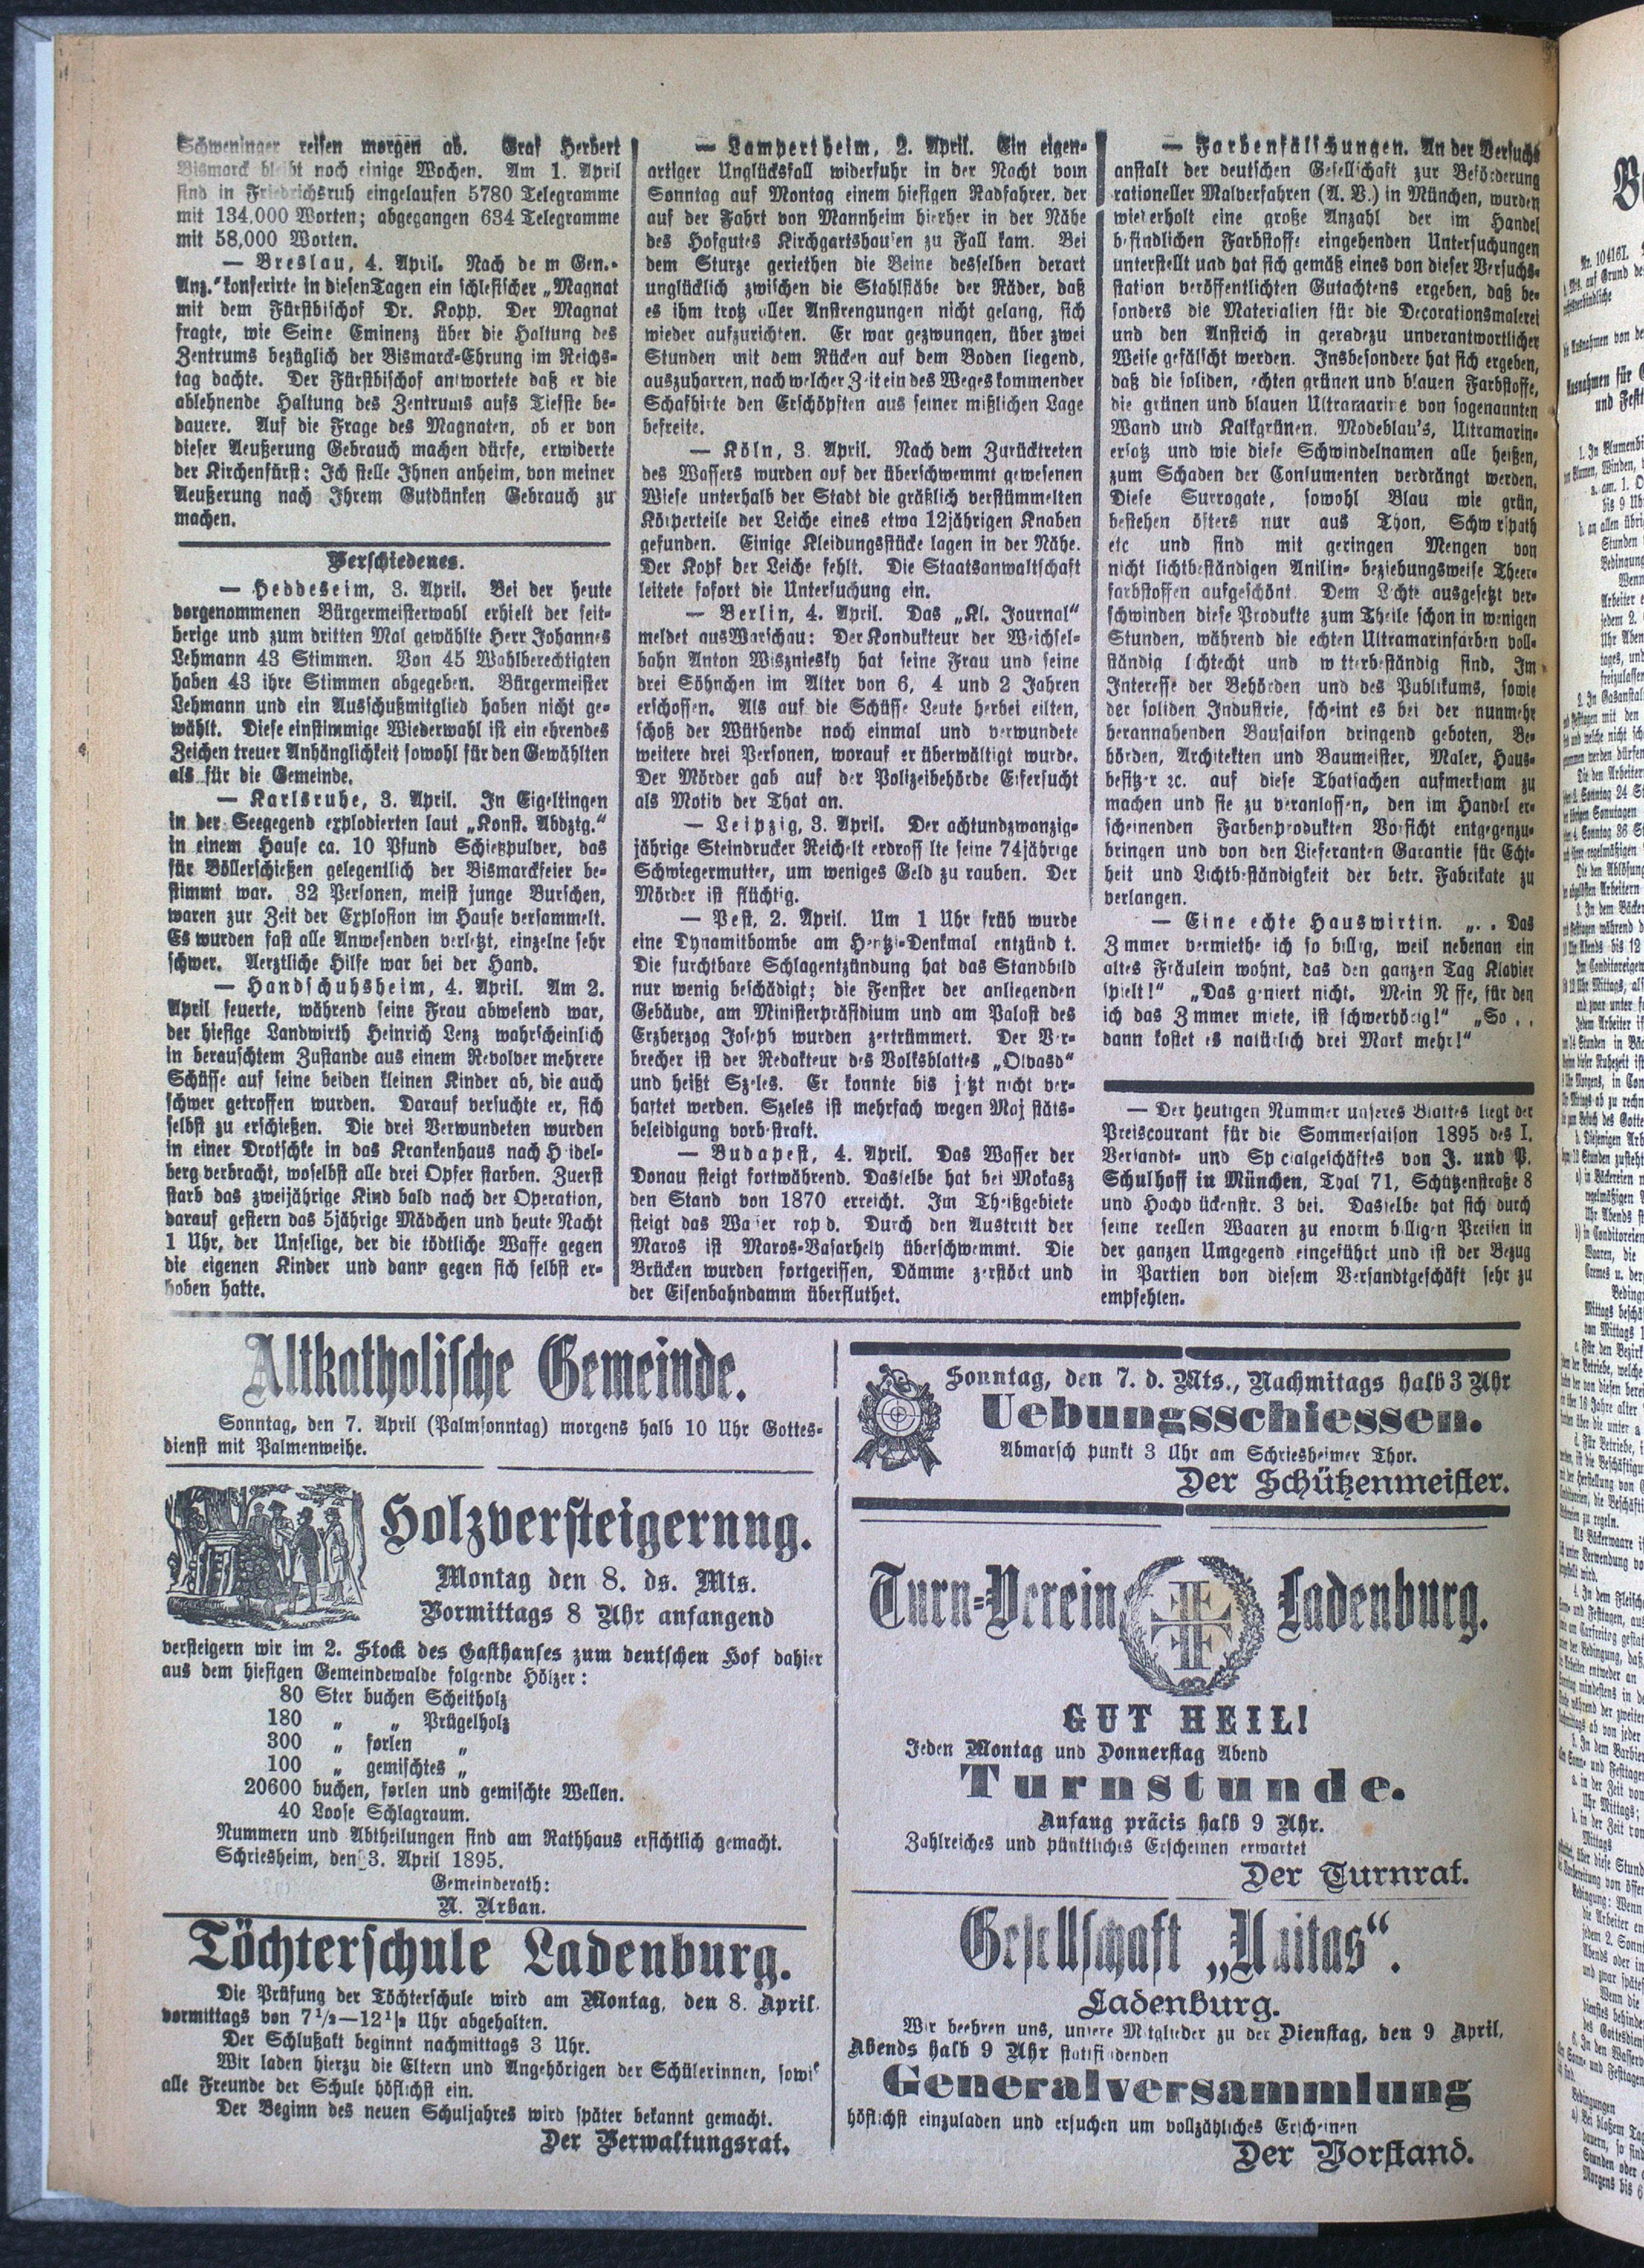 Schweninger reisen morgen ab. Graf Herbert
Bismarck bleibt noch einige Wochen. Am 1. April
sind in Friedrichsruh eingelaufen 5780 Telegramme
mit 134,000 Worten; abgegangen 634 Telegramme
mit 58,000 Worten.
— Breslau, 4. April. Nach de m Gen.-
Anz." konferirte in diesen Tagen ein schlesischer „Magnat
mit dem Fürstbischof Dr. Kopp. Der Magnat
fragte, wie Seine Eminenz über die Haltung des
Zentrums bezüglich der Bismarck-Ehrung im Reichs-
tag dachte. Der Fürstbischof antwortete daß er die
ablehnende Haltung des Zentrums aufs Tiefste be-
dauere. Auf die Frage des Magnaten, ob er von
dieser Aeußerung Gebrauch machen dürfe, erwiderte
der Kirchenfürst: Ich stelle Ihnen anheim, von meiner
Aeußerung nach Ihrem Gutdünken Gebrauch zu
machen.
Verschiedenes.
— Heddesheim, 3. April. Bei der heute
vorgenommenen Bürgermeisterwahl erhielt der seit-
herige und zum dritten Mal gewählte Herr Johannes
Lehmann 43 Stimmen. Von 45 Wahlberechtigten
haben 43 ihre Stimmen abgegeben. Bürgermeister
Lehmann und ein Ausschußmitglied haben nicht ge-
wählt. Diese einstimmige Wiederwahl ist ein ehrendes
Zeichen treuer Anhänglichkeit sowohl für den Gewählten
als für die Gemeinde.
— Karlsruhe, 3. April. In Eigeltingen
in der Seegegend explodierten laut „Konst. Abdztg."
in einem Hause ca. 10 Pfund Schießpulver, das
für Böllerschießen gelegentlich der Bismarckfeier be-
stimmt war. 32 Personen, meist junge Burschen,
waren zur Zeit der Explosion im Hause versammelt.
Es wurden fast alle Anwesenden verletzt, einzelne sehr
schwer. Aerztliche Hilfe war bei der Hand.
— Handschuhsheim, 4. April. Am 2.
April feuerte, während seine Frau abwesend war,
der hiesige Landwirth Heinrich Lenz wahrscheinlich
in berauschtem Zustande aus einem Revolver mehrere
Schüsse auf seine beiden kleinen Kinder ab, die auch
schwer getroffen wurden. Darauf versuchte er, sich
selbst zu erschießen. Die drei Verwundeten wurden
in einer Drotschke in das Krankenhaus nach Heidel-
berg verbracht, woselbst alle drei Opfer starben. Zuerst
starb das zweijährige Kind bald nach der Operation,
darauf gestern das 5jährige Mädchen und heute Nacht
1 Uhr, der Unselige, der die tödtliche Waffe gegen
die eigenen Kinder und dann gegen sich selbst er-
hoben hatte.
— Lampertheim, 2. April. Ein eigen-
artiger Unglücksfall widerfuhr in der Nacht vom
Sonntag auf Montag einem hiesigen Radfahrer, der
auf der Fahrt von Mannheim hierher in der Nähe
des Hofgutes Kirchgartshausen zu Fall kam. Bei
dem Sturze geriethen die Beine desselben derart
unglücklich zwischen die Stahlstäbe der Räder, daß
es ihm trotz aller Anstrengungen nicht gelang, sich
wieder aufzurichten. Er war gezwungen, über zwei
Stunden mit dem Rücken auf dem Boden liegend,
auszuharren, nach welcher Zeit ein des Weges kommender
Schafhirte den Erschöpften aus seiner mißlichen Lage
befreite.
— Köln, 3. April. Nach dem Zurücktreten
des Wassers wurden auf der überschwemmt gewesenen
Wiese unterhalb der Stadt die gräßlich verstümmelten
Körperteile der Leiche eines etwa 12jährigen Knaben
gefunden. Einige Kleidungsstücke lagen in der Nähe.
Der Kopf der Leiche fehlt. Die Staatsanwaltschaft
leitete sofort die Untersuchung ein.
— Berlin, 4. April. Das „Kl. Journal"
meldet aus Warschau: Der Kondukteur der Weichsel-
bahn Anton Wiszniesky hat seine Frau und seine
drei Söhnchen im Alter von 6, 4 und 2 Jahren
erschossen. Als auf die Schüsse Leute herbei eilten,
schoß der Wüthende noch einmal und verwundete
weitere drei Personen, worauf er überwältigt wurde.
Der Mörder gab auf der Polizeibehörde Eifersucht
als Motiv der That an.
— Leipzig, 3. April. Der achtundzwanzig-
jährige Steindrucker Reichelt erdrosselte seine 74jährige
Schwiegermutter, um weniges Geld zu rauben. Der
Mörder ist flüchtig.
— Pest, 2. April. Um 1 Uhr früh wurde
eine Dynamitbombe am Hentzi-Denkmal entzünd t.
Die furchtbare Schlagentzündung hat das Standbild
nur wenig beschädigt; die Fenster der anliegenden
Gebäude, am Ministerpräsidium und am Palast des
Erzherzog Joseph wurden zertrümmert. Der Ver-
brecher ist der Redakteur des Volksblattes „Olvasd"
und heißt Szeles. Er konnte bis jetzt nicht ver-
haftet werden. Szeles ist mehrfach wegen Maj stäts-
beleidigung vorbestraft.
— Budapest, 4. April. Das Wasser der
Donau steigt fortwährend. Dasselbe hat bei Mokasz
den Stand von 1870 erreicht. Im Theißgebiete
steigt das Wasser rapid. Durch den Austritt der
Maros ist Maros-Vasarhely überschwemmt. Die
Brücken wurden fortgerissen, Dämme zerstört und
der Eisenbahndamm überfluthet.
— Farbenfälschungen. An der Versuchs
anstalt der deutschen Gesellschaft zur Beförderung
rationeller Malverfahren (A. V.) in München, wurden
wiederholt eine große Anzahl der im Handel
befindlichen Farbstoffe eingehenden Untersuchungen
unterstellt und hat sich gemäß eines von dieser Versuchs-
station veröffentlichten Gutachtens ergeben, daß be-
sonders die Materialien für die Decorationsmalerei
und den Anstrich in geradezu unverantwortlicher
Weise gefälscht werden. Insbesondere hat sich ergeben,
daß die soliden, echten grünen und blauen Farbstoffe,
die grünen und blauen Ultramarine von sogenannten
Wand und Kalkgrünen, Modeblau's, Ultramarin-
ersatz und wie diese Schwindelnamen alle heißen,
zum Schaden der Consumenten verdrängt werden.
Diese Surrogate, sowohl Blau wie grün,
bestehen öfters nur aus Thon, Schwerspath
etc und sind mit geringen Mengen von
nicht lichtbeständigen Anilin- beziehungsweise Theer-
farbstoffen aufgeschönt. Dem Lichte ausgesetzt ver-
schwinden diese Produkte zum Theile schon in wenigen
Stunden, während die echten Ultramarinfarben voll-
ständig lichtecht und wetterbeständig sind. Im
Interesse der Behörden und des Publikums, sowie
der soliden Industrie, scheint es bei der nunmehr
herannahenden Bausaison dringend geboten, Be-
hörden, Architekten und Baumeister, Maler, Haus-
besitzer ꝛc. auf diese Thatsachen aufmerksam zu
machen und sie zu veranlassen, den im Handel er-
scheinenden Farbenprodukten Vorsicht entgegenzu-
bringen und von den Lieferanten Garantie für Echt-
heit und Lichtbeständigkeit der betr. Fabrikate zu
verlangen.
— Eine echte Hauswirtin. „. . Das
Zimmer vermiethe ich so billig, weil nebenan ein
altes Fräulein wohnt, das den ganzen Tag Klavier
spielt!" „Das geniert nicht. Mein Neffe, für den
ich das Zimmer miete, ist schwerhörig!" „So . .
dann kostet es natürlich drei Mark mehr!"
— Der heutigen Nummer unseres Blattes liegt der
Preiscourant für die Sommersaison 1895 des I.
Versandt- und Specialgeschäftes von J. und P.
Schulhoff in München, Thal 71, Schützenstraße 8
und Hochbrückenstr. 3 bei. Dasselbe hat sich durch
seine reellen Waaren zu enorm billigen Preisen in
der ganzen Umgegend eingeführt und ist der Bezug
in Partien von diesem Versandtgeschäft sehr zu
empfehlen.
Altkatholische Gemeinde.
Sonntag, den 7. April (Palmsonntag) morgens halb 10 Uhr Gottes-
dienst mit Palmenweihe.
Holzversteigernng.
Montag den 8. ds. Mts.
Vormittags 8 Uhr anfangend
versteigern wir im 2. Stock des Gasthauses zum deutschen Hof dahier
aus dem hiesigen Gemeindewalde folgende Hölzer:
80 Ster buchen Scheitholz
180 „ „ Prügelholz
300 „ forlen „
100 „ gemischtes „
20600 buchen, forlen und gemischte Wellen.
40 Loose Schlagraum.
Nummern und Abtheilungen sind am Rathhaus ersichtlich gemacht.
Schriesheim, den 3. April 1895.
Gemeinderath:
N. Urban.
Töchterschule Ladenburg.
Die Prüfung der Töchterschule wird am Montag, den 8. April.
vormittags von 7½—12½ Uhr abgehalten.
Der Schlußakt beginnt nachmittags 3 Uhr.
Wir laden hierzu die Eltern und Angehörigen der Schülerinnen, sowie
alle Freunde der Schule höflichst ein.
Der Beginn des neuen Schuljahres wird später bekannt gemacht.
Der Verwaltungsrat.
Sonntag, den 7. d. Mts., Nachmitags halb 3 Uhr
Uebungsschiessen.
Abmarsch punkt 3 Uhr am Schriesheimer Thor.
Der Schützenmeister.
Turn-Verein Ladenburg.
GUT HEIL!
Jeden Montag und Donnerstag Abend
Turnstunde.
Anfang präcis halb 9 Uhr.
Zahlreiches und pünktliches Erscheinen erwartet
Der Turnrat.
Gesellschaft „Unitas".
Ladenburg.
Wir beehren uns, unsere Mitglieder zu der Dienstag, den 9 April,
Abends halb 9 Uhr stattfindenden
Generalversammlung
höflichst einzuladen und ersuchen um vollzähliches Erscheinen
Der Vorstand.